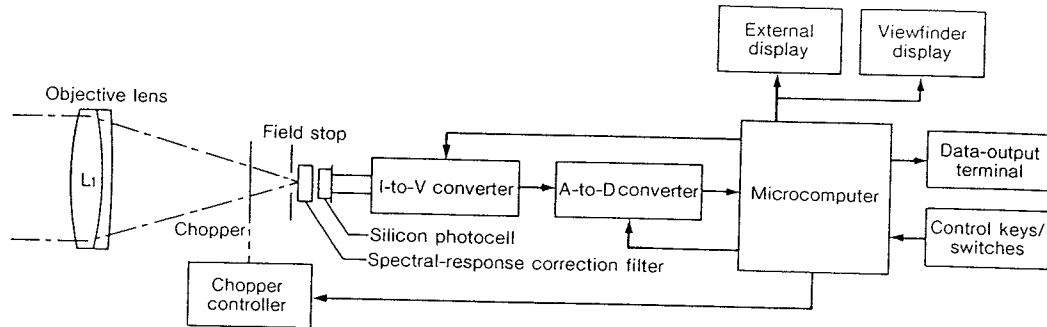 External
display
Viewfinder
display
Objective lens
Field stop
L1
I-to-V converter
A-to-D converter
Microcomputer
Data-output
terminal
Chopper
Silicon photocell
Control keys/
switches
Spectral-response correction filter
Chopper
controller